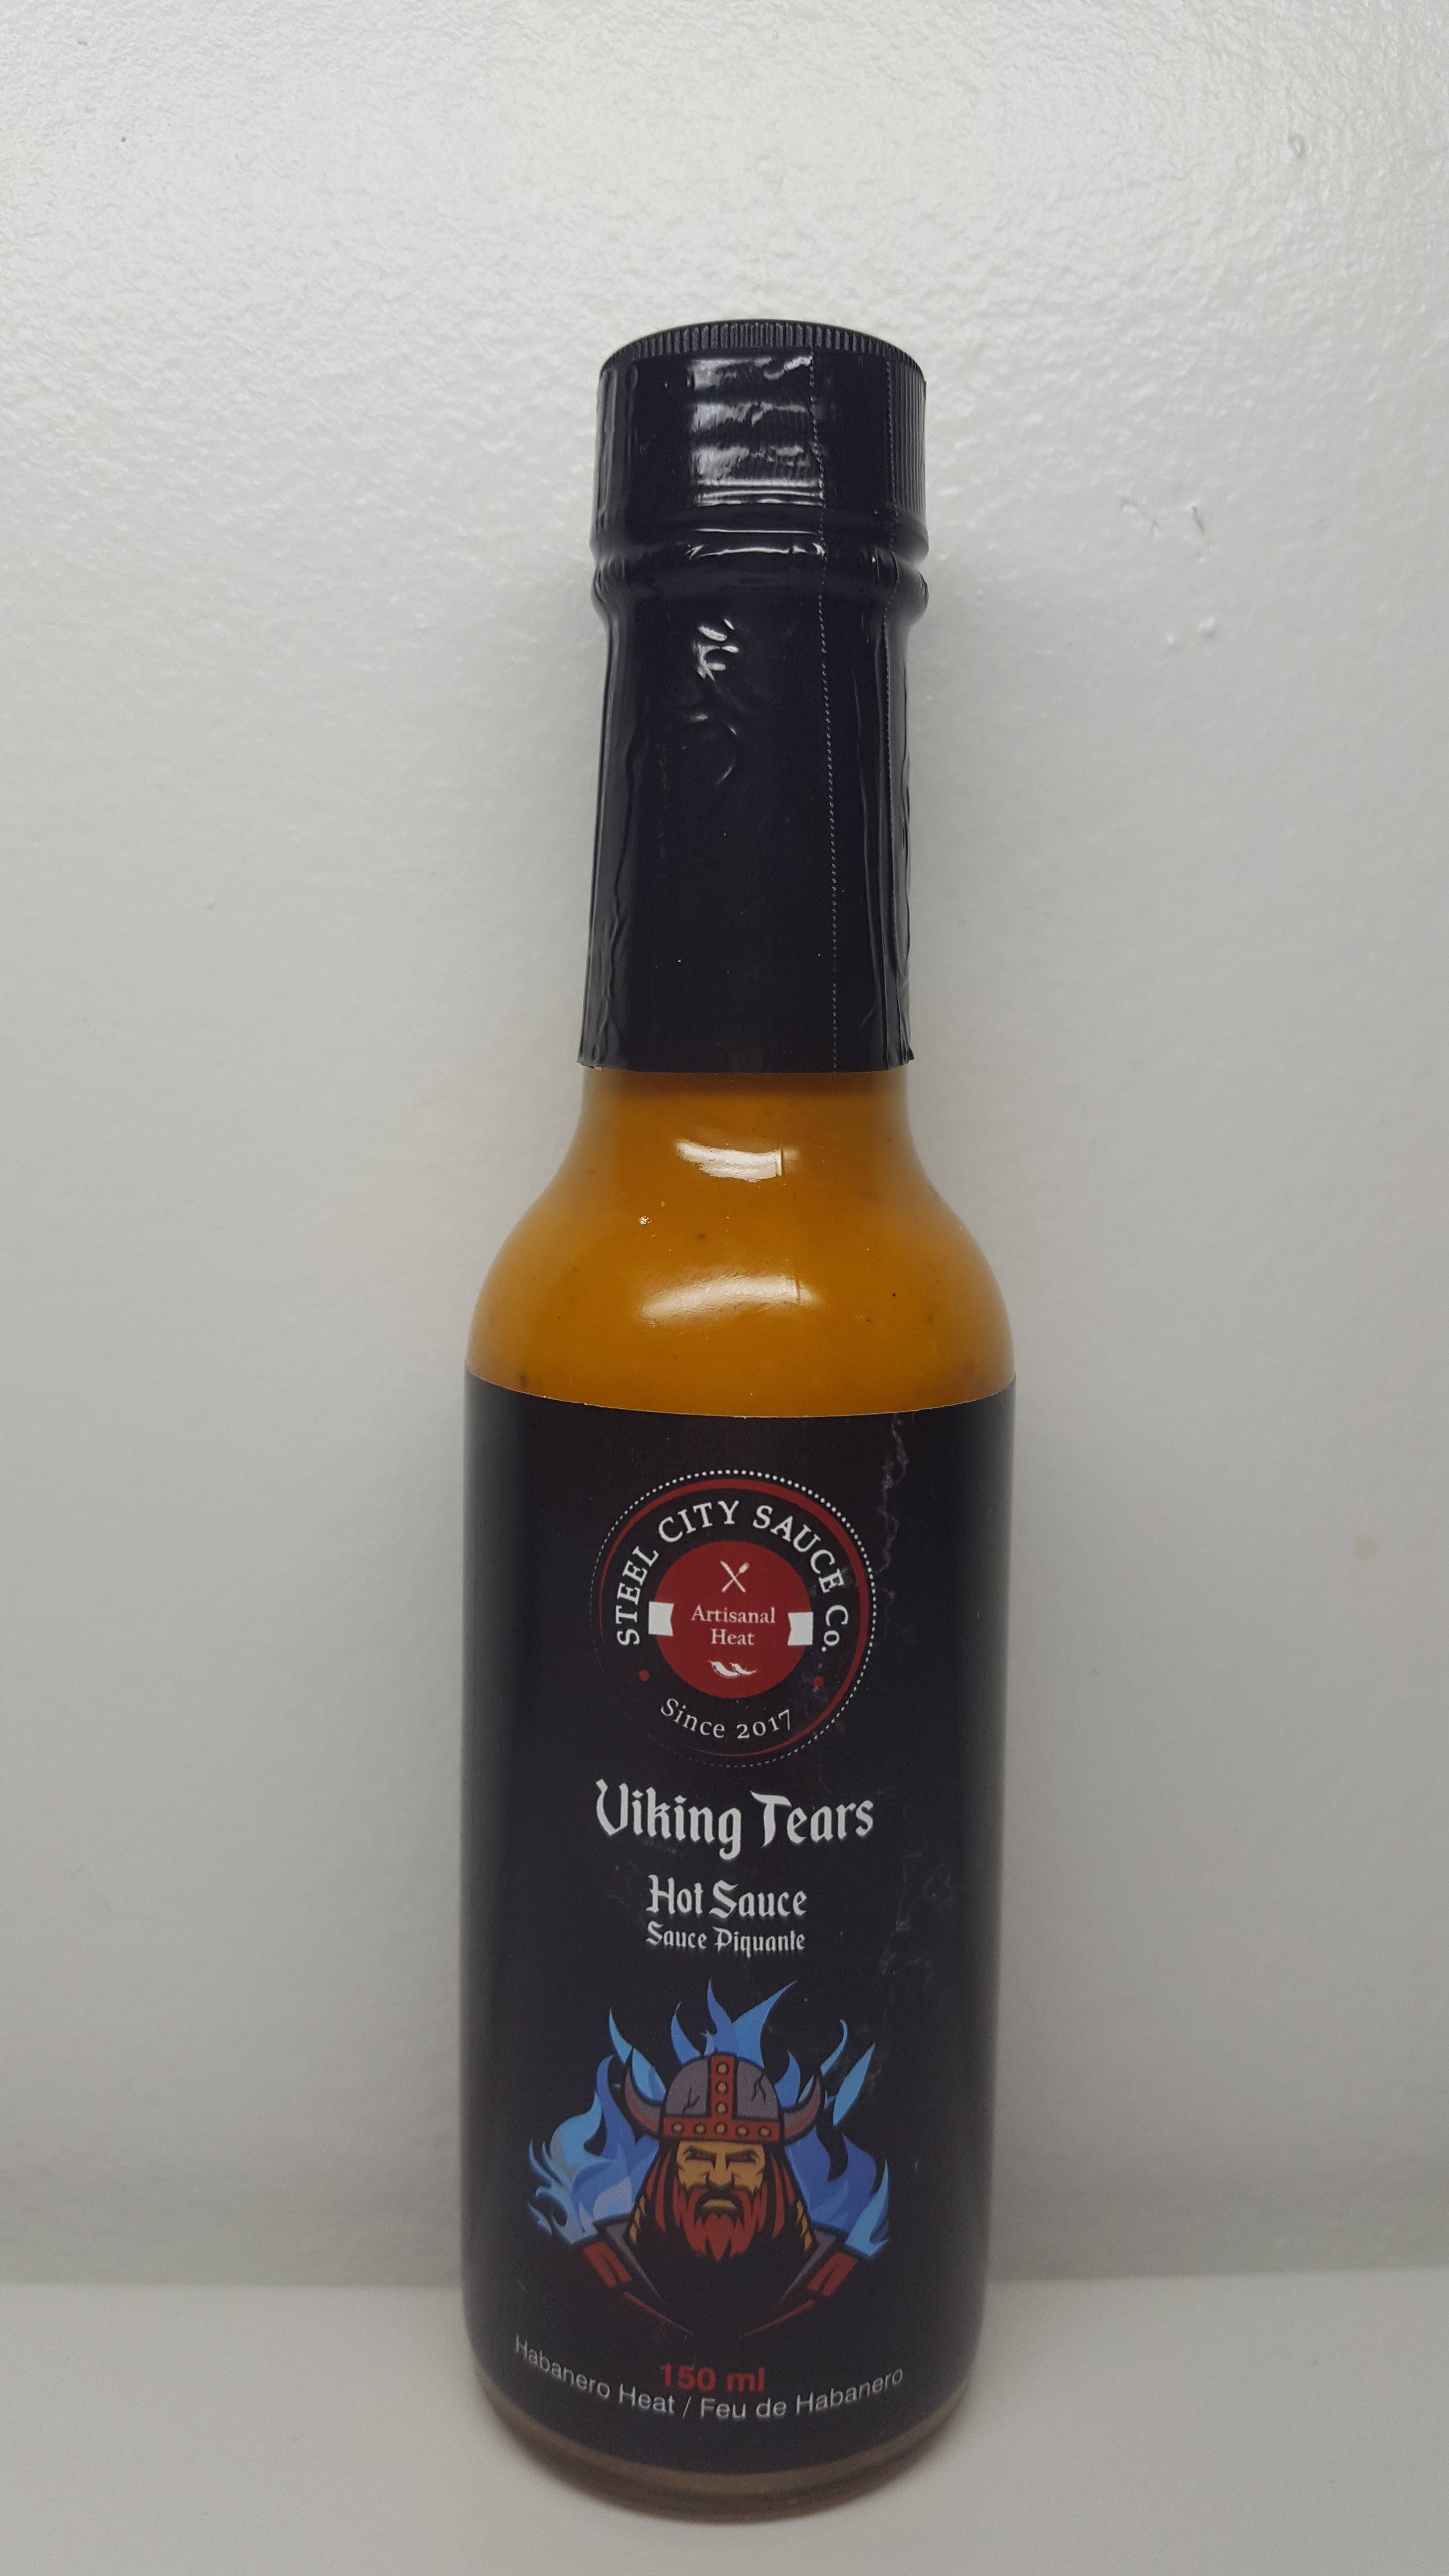 STEEL CITY SAUCE Co.
Artisanal
Heat
Since 2017
Viking Tears
Hot Sauce
Sauce Piquante
150 ml
Habanero Heat / Feu de Habanero